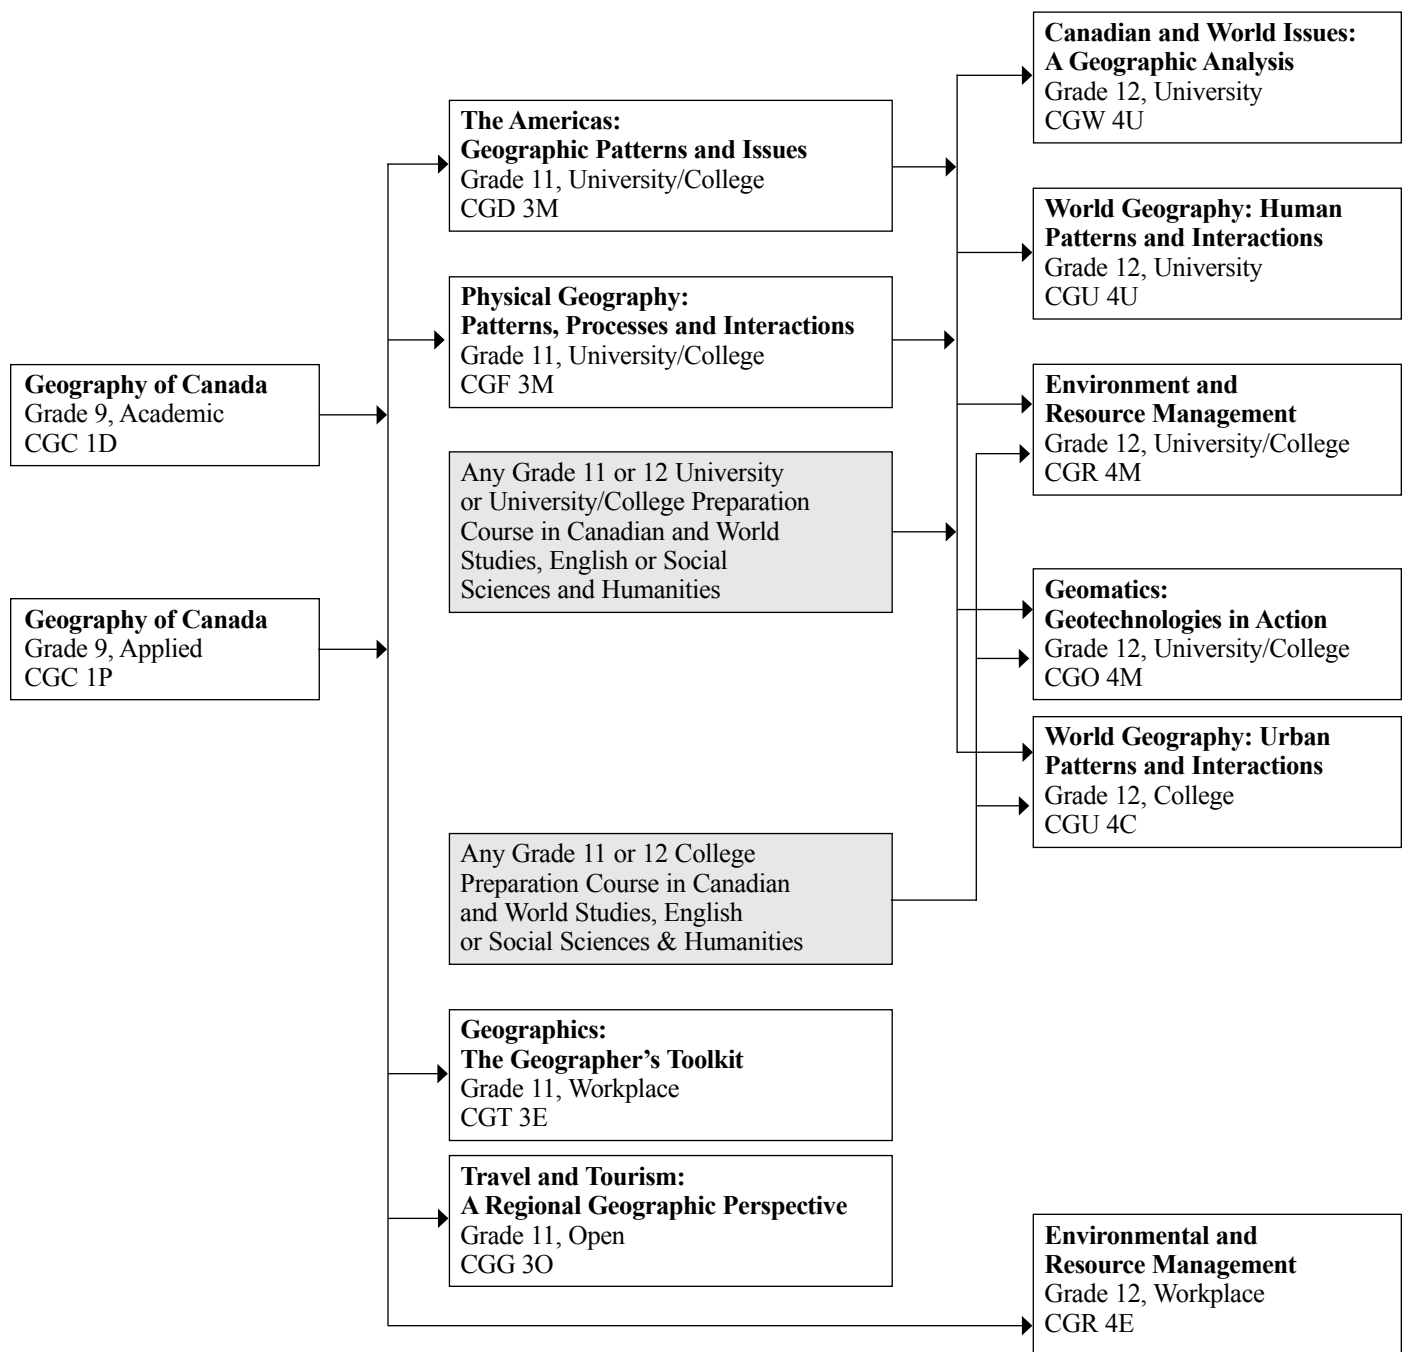 Geography of Canada
Grade 9, Academic
CGC 1D
Geography of Canada
Grade 9, Applied
CGC 1P
The Americas:
Geographic Patterns and Issues
Grade 11, University/College
CGD 3M
Physical Geography:
Patterns, Processes and Interactions
Grade 11, University/College
CGF 3M
Any Grade 11 or 12 University
or University/College Preparation
Course in Canadian and World
Studies, English or Social
Sciences and Humanities
Any Grade 11 or 12 College
Preparation Course in Canadian
and World Studies, English
or Social Sciences & Humanities
Geographics:
The Geographer’s Toolkit
Grade 11, Workplace
CGT 3E
Travel and Tourism:
A Regional Geographic Perspective
Grade 11, Open
CGG 3O
Canadian and World Issues:
A Geographic Analysis
Grade 12, University
CGW 4U
World Geography: Human
Patterns and Interactions
Grade 12, University
CGU 4U
Environment and
Resource Management
Grade 12, University/College
CGR 4M
Geomatics:
Geotechnologies in Action
Grade 12, University/College
CGO 4M
World Geography: Urban
Patterns and Interactions
Grade 12, College
CGU 4C
Environmental and
Resource Management
Grade 12, Workplace
CGR 4E